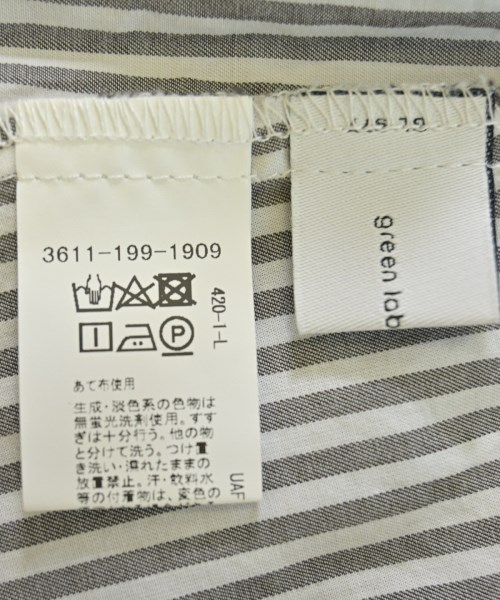 3611-199-1909
420-1-L
P
あて布使用
生成・淡色系の色物は
無蛍光洗剤使用。すす
ぎは十分行う。他の物
と分けて洗う。つけ置
き洗い・濡れたままの
放置禁止。汗・飲料水
等の付着物は、変色の
UAF
green lab